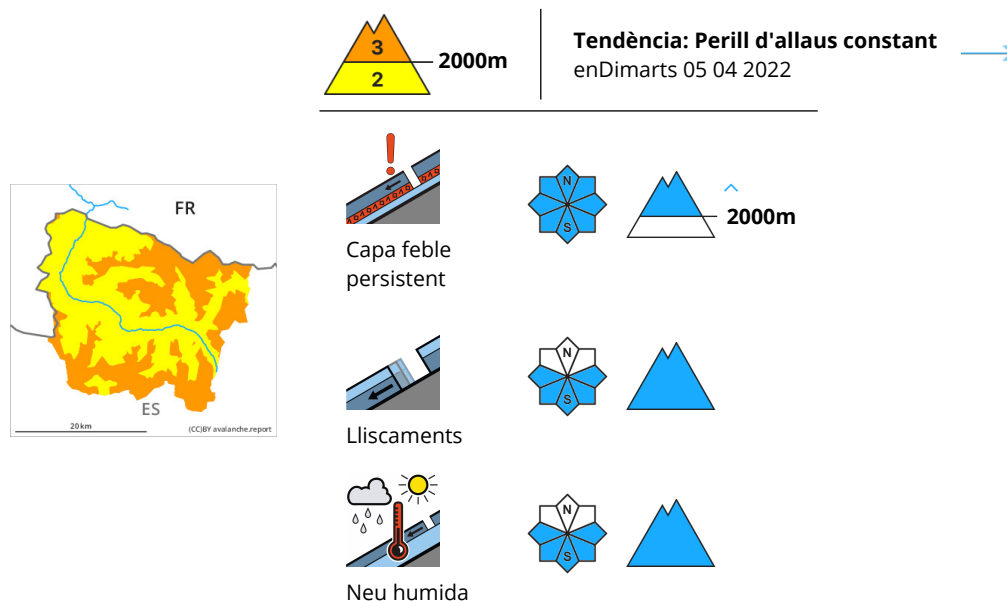 3
2
2000m
Tendència: Perill d'allaus constant
enDimarts 05 04 2022
FR
ES
20 km
(CC)BY avalanche.report
N
S
2000m
Capa feble
persistent
N
S
Lliscaments
N
S
Neu humida